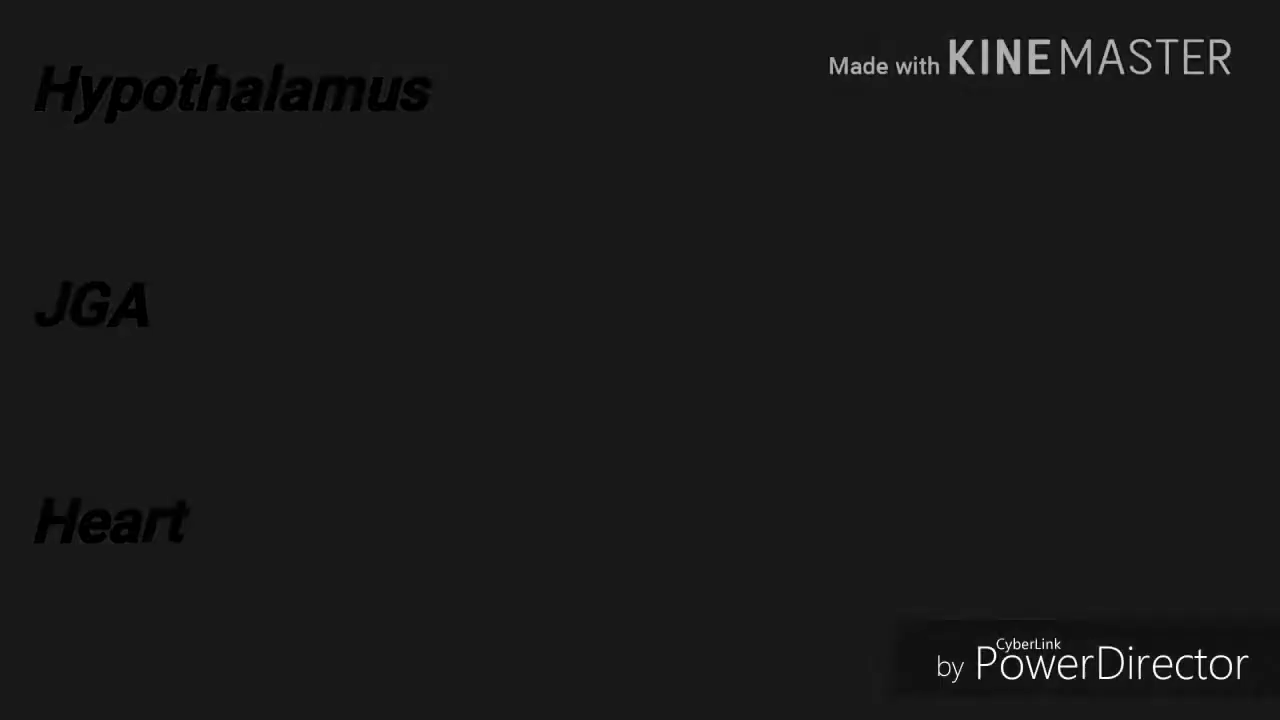 Hypothalamus
Made with KINEMASTER
JGA
Heart
CyberLink
by PowerDirector